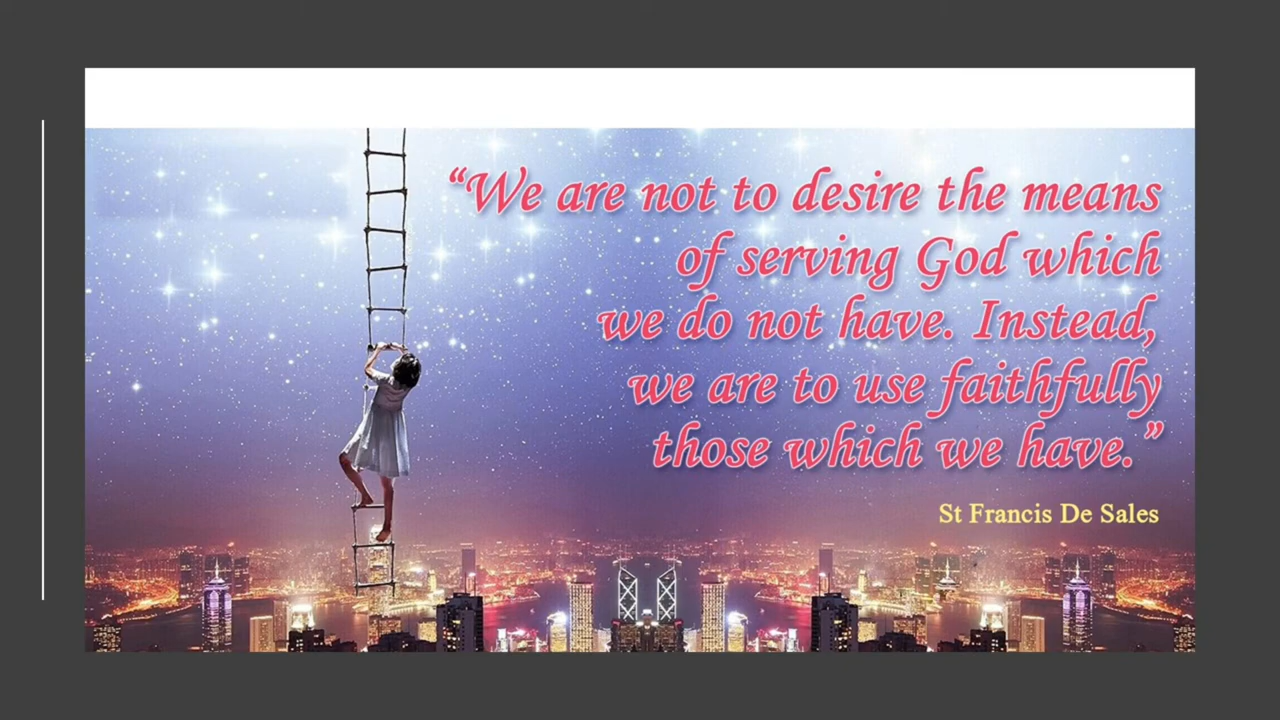 “We are not to desire the means
of serving God which
we do not have. Instead,
we are to use faithfully
those which we have.”
St Francis De Sales